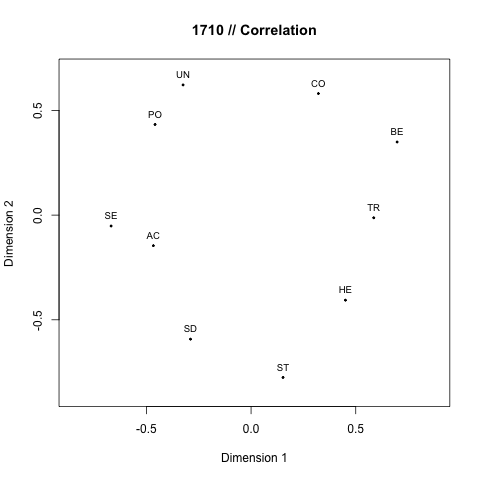 1710 // Correlation
UN
CO
PO
BE
TR
SE
AC
HE
SD
ST
0.5
0.0
-0.5
Dimension 2
-0.5
0.0
0.5
Dimension 1